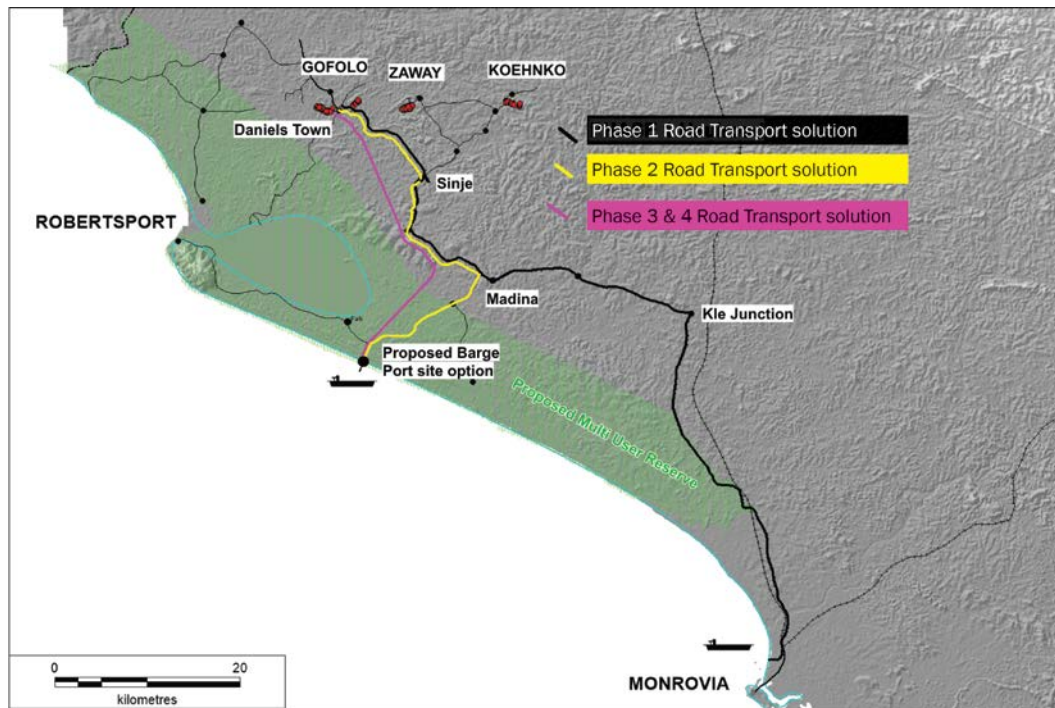 GOFOLO
ZAWAY
KOEHNKO
Daniels Town
Phase 1 Road Transport solution
Phase 2 Road Transport solution
Phase 3 & 4 Road Transport solution
Sinje
ROBERTSPORT
Madina
Kle Junction
Proposed Barge
Port site option
Proposed Multi User Reserve
MONROVIA
0 20
kilometres